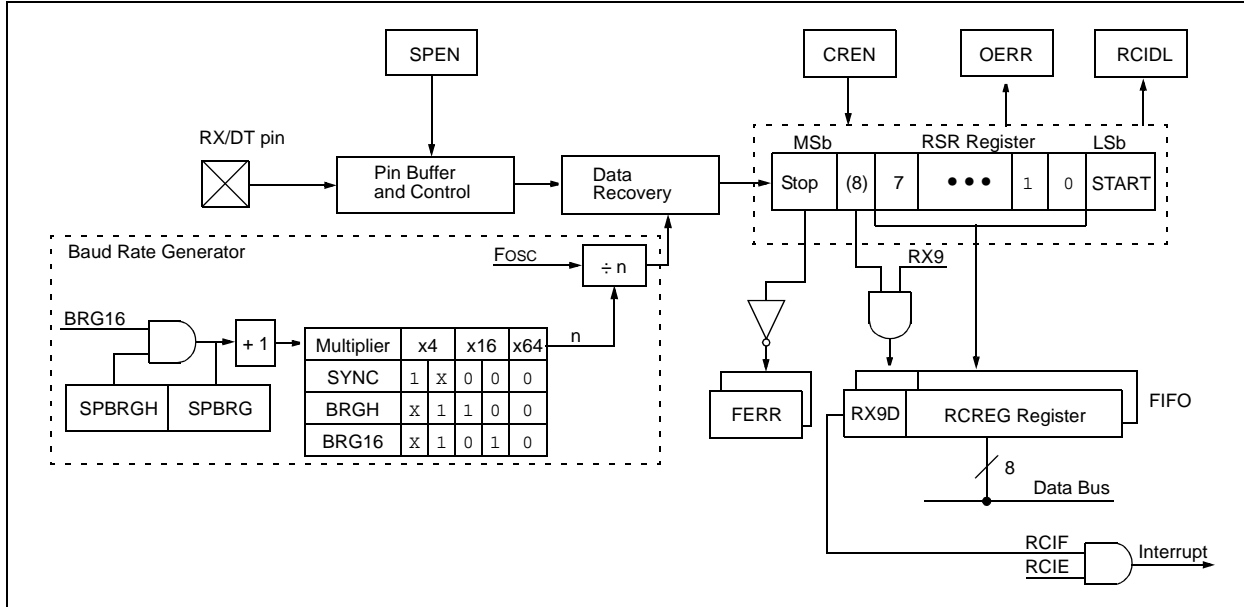 SPEN
CREN
OERR
RCIDL
RX/DT pin
Pin Buffer
and Control
Data
Recovery
MSb
RSR Register
LSb
Stop (8) 7 ••• 1 0 START
Baud Rate Generator
FOSC
÷ n
RX9
BRG16
+ 1
n
SPBRGH SPBRG
Multiplier x4 x16 x64
SYNC 1 X 0 0 0
BRGH X 1 1 0 0
BRG16 X 1 0 1 0
FERR
RX9D RCREG Register
FIFO
8
Data Bus
RCIF
RCIE
Interrupt